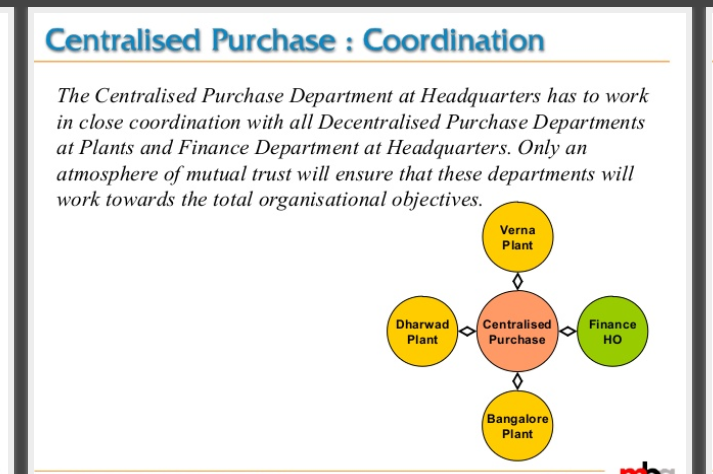 Centralised Purchase : Coordination
The Centralised Purchase Department at Headquarters has to work
in close coordination with all Decentralised Purchase Departments
at Plants and Finance Department at Headquarters. Only an
atmosphere of mutual trust will ensure that these departments will
work towards the total organisational objectives.
Verna
Plant
Dharwad
Plant
Centralised
Purchase
Finance
HO
Bangalore
Plant